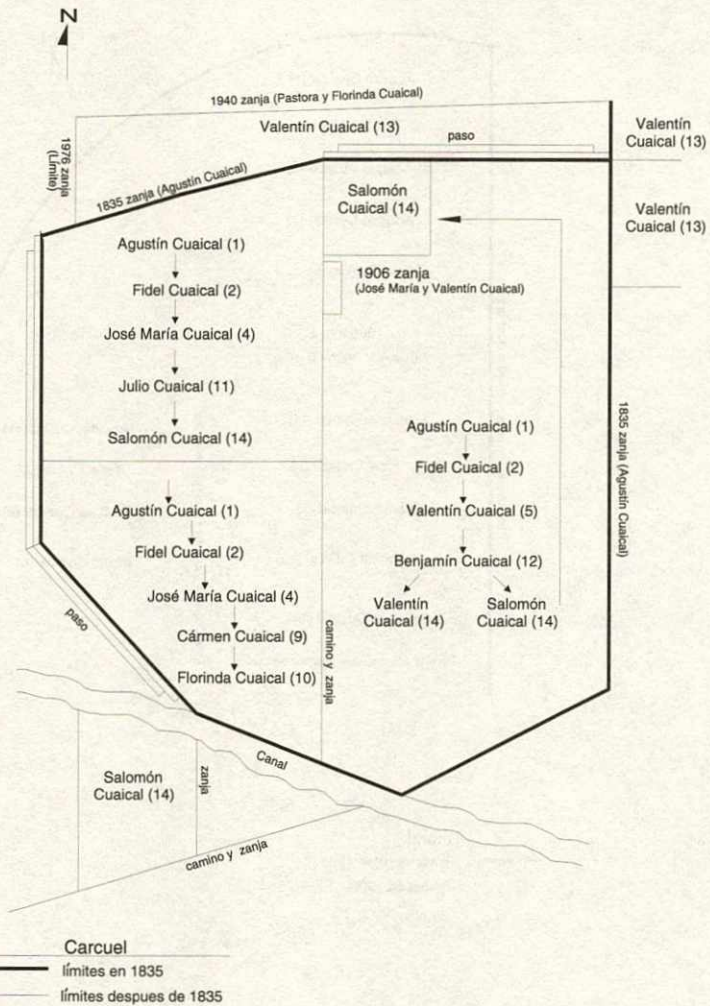 N
1940 zanja (Pastora y Florinda Cuaical)
Valentín Cuaical (13)
paso
Valentín
Cuaical (13)
1976 zanja
(Límite)
1835 zanja (Agustín Cuaical)
Salomón
Cuaical (14)
Valentín
Cuaical (13)
Agustín Cuaical (1)
Fidel Cuaical (2)
José María Cuaical (4)
Julio Cuaical (11)
Salomón Cuaical (14)
1906 zanja
(José María y Valentín Cuaical)
Agustín Cuaical (1)
Fidel Cuaical (2)
Valentín Cuaical (5)
Benjamín Cuaical (12)
Valentín
Cuaical (14)
Salomón
Cuaical (14)
1835 zanja (Agustín Cuaical)
Agustín Cuaical (1)
Fidel Cuaical (2)
José María Cuaical (4)
Cármen Cuaical (9)
Florinda Cuaical (10)
paso
camino y zanja
Canal
Salomón
Cuaical (14)
zanja
camino y zanja
Carcuel
límites en 1835
límites despues de 1835